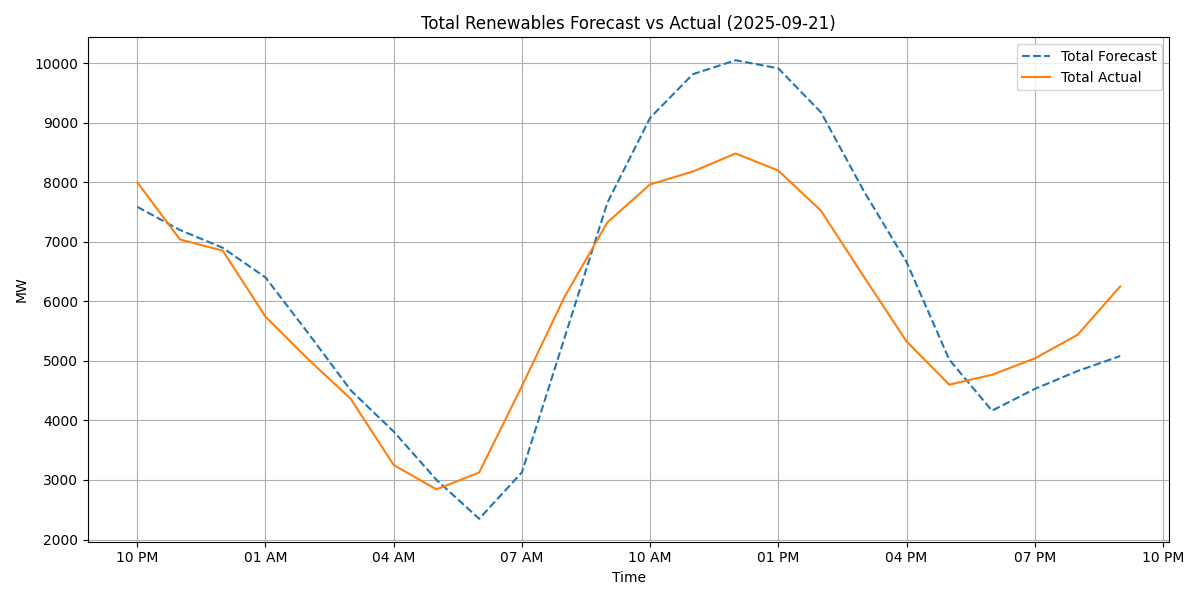 Total Renewables Forecast vs Actual (2025-09-21)
Total Forecast
Total Actual
10000
9000
8000
7000
6000
5000
4000
3000
2000
MW
10 PM 01 AM 04 AM 07 AM 10 AM 01 PM 04 PM 07 PM 10 PM
Time